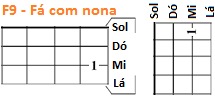 F9 - Fá com nona
Sol
Dó
1 Mi
Lá
Sol Dó Mi Lá
1